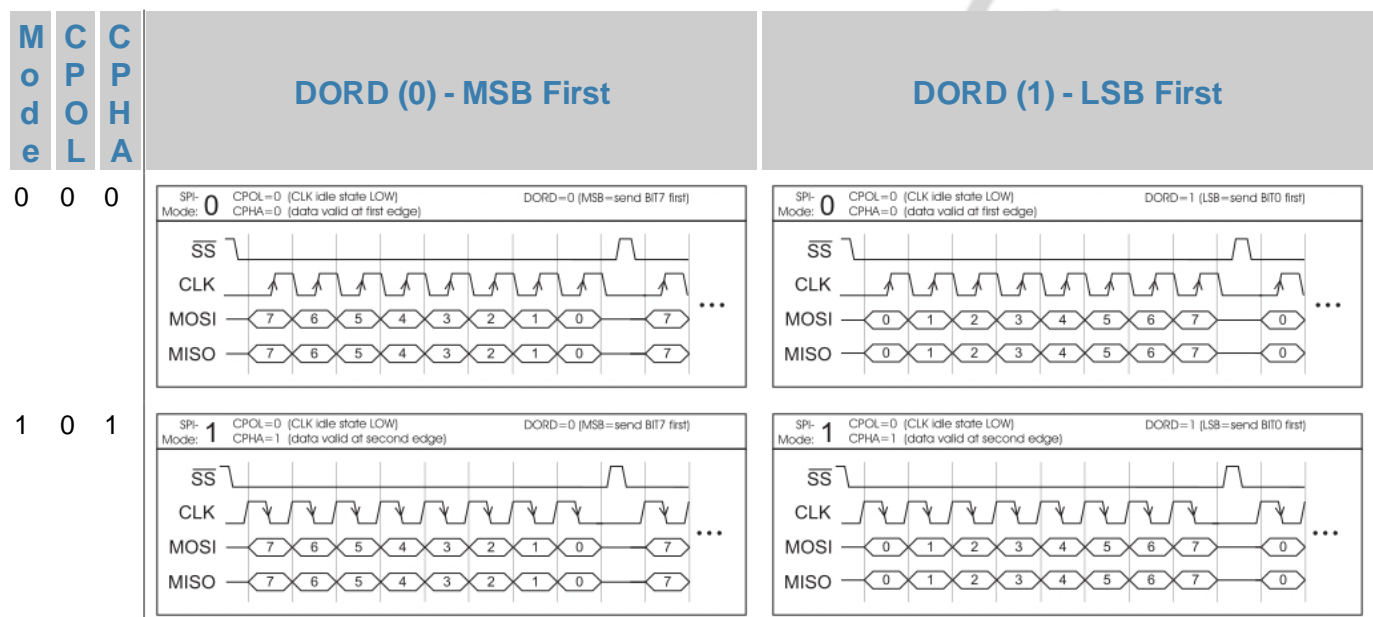 Mode CPOL CPHA DORD (0) - MSB First DORD (1) - LSB First
0 0 0
SPI-Mode: 0 CPOL=0 (CLK idle state LOW) DORD=0 (MSB=send BIT7 first)
CPHA=0 (data valid at first edge)
SS
CLK
MOSI 7 6 5 4 3 2 1 0 7 ...
MISO 7 6 5 4 3 2 1 0 7
SPI-Mode: 0 CPOL=0 (CLK idle state LOW) DORD=1 (LSB=send BIT0 first)
CPHA=0 (data valid at first edge)
SS
CLK
MOSI 0 1 2 3 4 5 6 7 0 ...
MISO 0 1 2 3 4 5 6 7 0
1 0 1
SPI-Mode: 1 CPOL=0 (CLK idle state LOW) DORD=0 (MSB=send BIT7 first)
CPHA=1 (data valid at second edge)
SS
CLK
MOSI 7 6 5 4 3 2 1 0 7 ...
MISO 7 6 5 4 3 2 1 0 7
SPI-Mode: 1 CPOL=0 (CLK idle state LOW) DORD=1 (LSB=send BIT0 first)
CPHA=1 (data valid at second edge)
SS
CLK
MOSI 0 1 2 3 4 5 6 7 0 ...
MISO 0 1 2 3 4 5 6 7 0